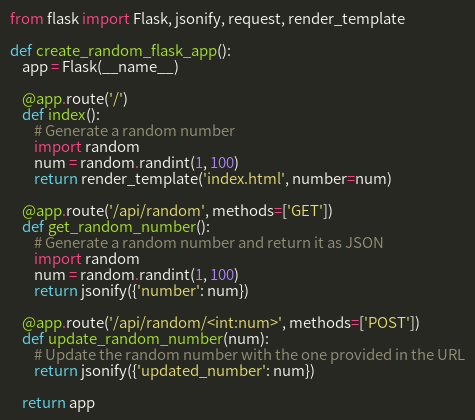 from flask import Flask, jsonify, request, render_template

def create_random_flask_app():
    app = Flask(__name__)

    @app.route('/')
    def index():
        # Generate a random number
        import random
        num = random.randint(1, 100)
        return render_template('index.html', number=num)

    @app.route('/api/random', methods=['GET'])
    def get_random_number():
        # Generate a random number and return it as JSON
        import random
        num = random.randint(1, 100)
        return jsonify({'number': num})

    @app.route('/api/random/<int:num>', methods=['POST'])
    def update_random_number(num):
        # Update the random number with the one provided in the URL
        return jsonify({'updated_number': num})

    return app